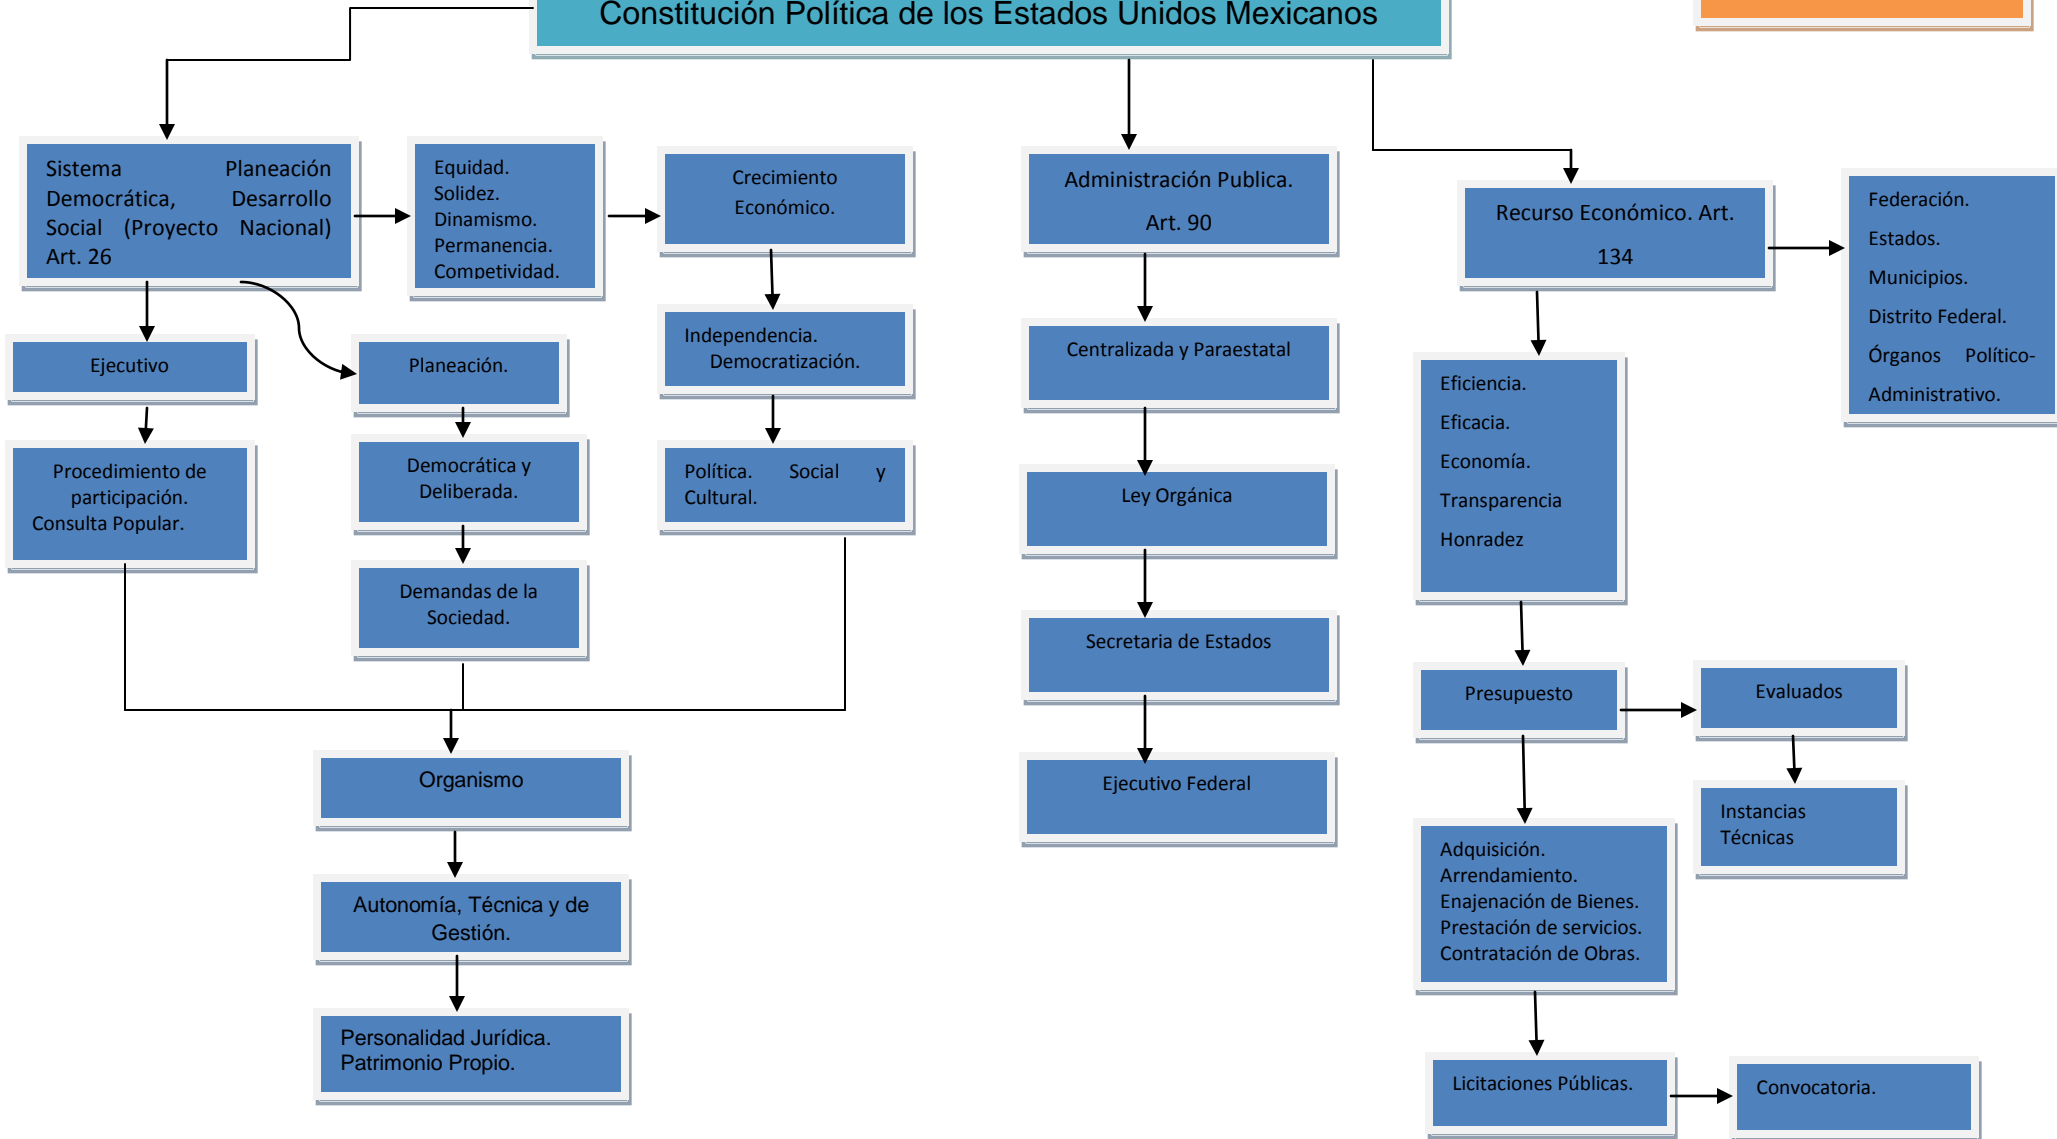 Constitución Política de los Estados Unidos Mexicanos
Sistema Planeación
Democrática, Desarrollo
Social (Proyecto Nacional)
Art. 26
Equidad.
Solidez.
Dinamismo.
Permanencia.
Competividad.
Crecimiento
Económico.
Administración Publica.
Art. 90
Recurso Económico. Art.
134
Federación.
Estados.
Municipios.
Distrito Federal.
Órganos Político-
Administrativo.
Ejecutivo
Planeación.
Independencia.
Democratización.
Centralizada y Paraestatal
Eficiencia.
Eficacia.
Economía.
Transparencia
Honradez
Procedimiento de
participación.
Consulta Popular.
Democrática y
Deliberada.
Política. Social y
Cultural.
Ley Orgánica
Demandas de la
Sociedad.
Secretaria de Estados
Presupuesto
Evaluados
Organismo
Ejecutivo Federal
Instancias
Técnicas
Adquisición.
Arrendamiento.
Enajenación de Bienes.
Prestación de servicios.
Contratación de Obras.
Autonomía, Técnica y de
Gestión.
Personalidad Jurídica.
Patrimonio Propio.
Licitaciones Públicas.
Convocatoria.